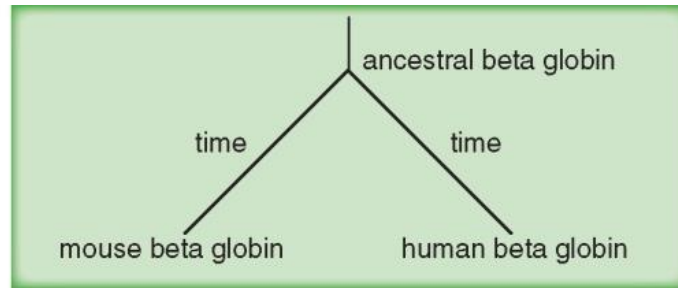 ancestral beta globin
time
time
mouse beta globin
human beta globin